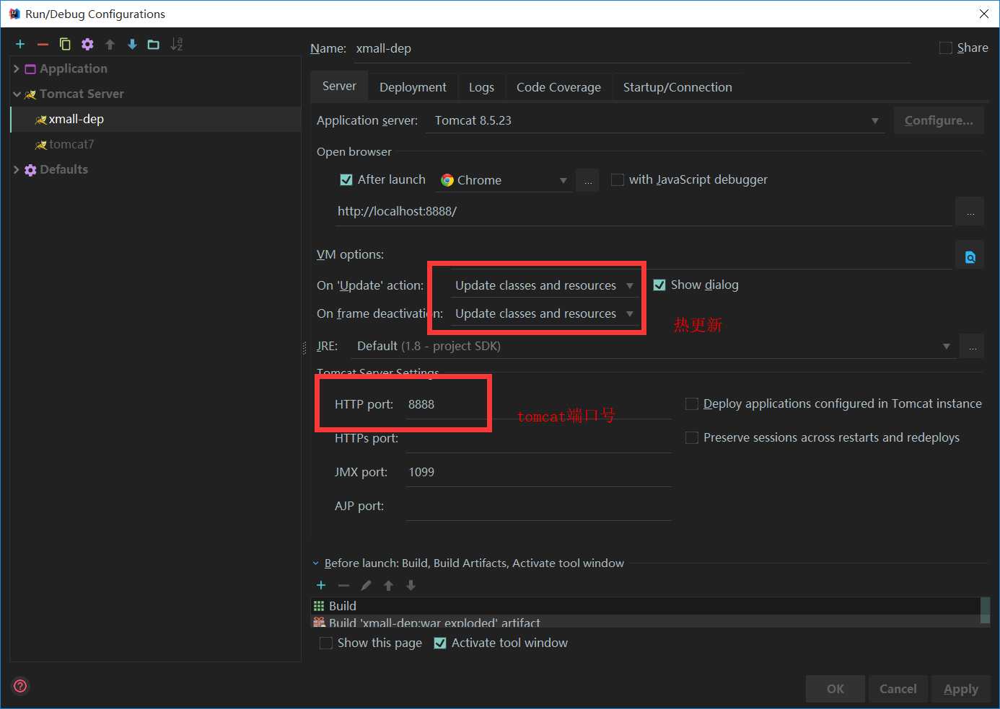 Run/Debug Configurations
Application
Tomcat Server
xmall-dep
tomcat7
Defaults
Name: xmall-dep
Share
Server Deployment Logs Code Coverage Startup/Connection
Application server: Tomcat 8.5.23 Configure...
Open browser
After launch Chrome ... with JavaScript debugger
http://localhost:8888/ ...
VM options:
On 'Update' action: Update classes and resources Show dialog
On frame deactivation: Update classes and resources
热更新
JRE: Default (1.8 - project SDK) ...
Tomcat Server Settings
HTTP port: 8888 Deploy applications configured in Tomcat instance
tomcat端口号
HTTPs port: Preserve sessions across restarts and redeploys
JMX port: 1099
AJP port:
Before launch: Build, Build Artifacts, Activate tool window
Build
Build 'xmall-dep:war exploded' artifact
Show this page Activate tool window
OK Cancel Apply